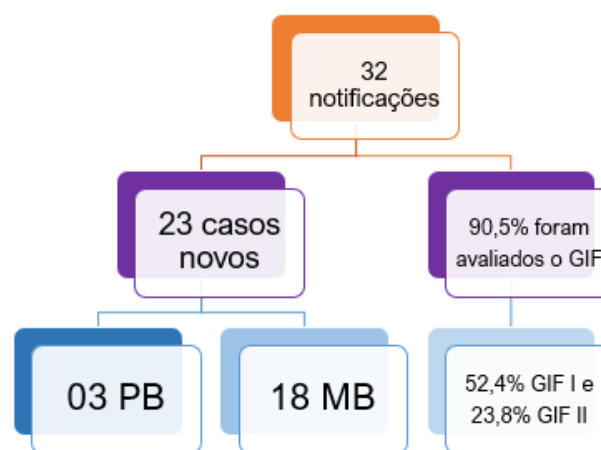 32
notificações
23 casos
novos
90,5% foram
avaliados o GIF
03 PB
18 MB
52,4% GIF I e
23,8% GIF II